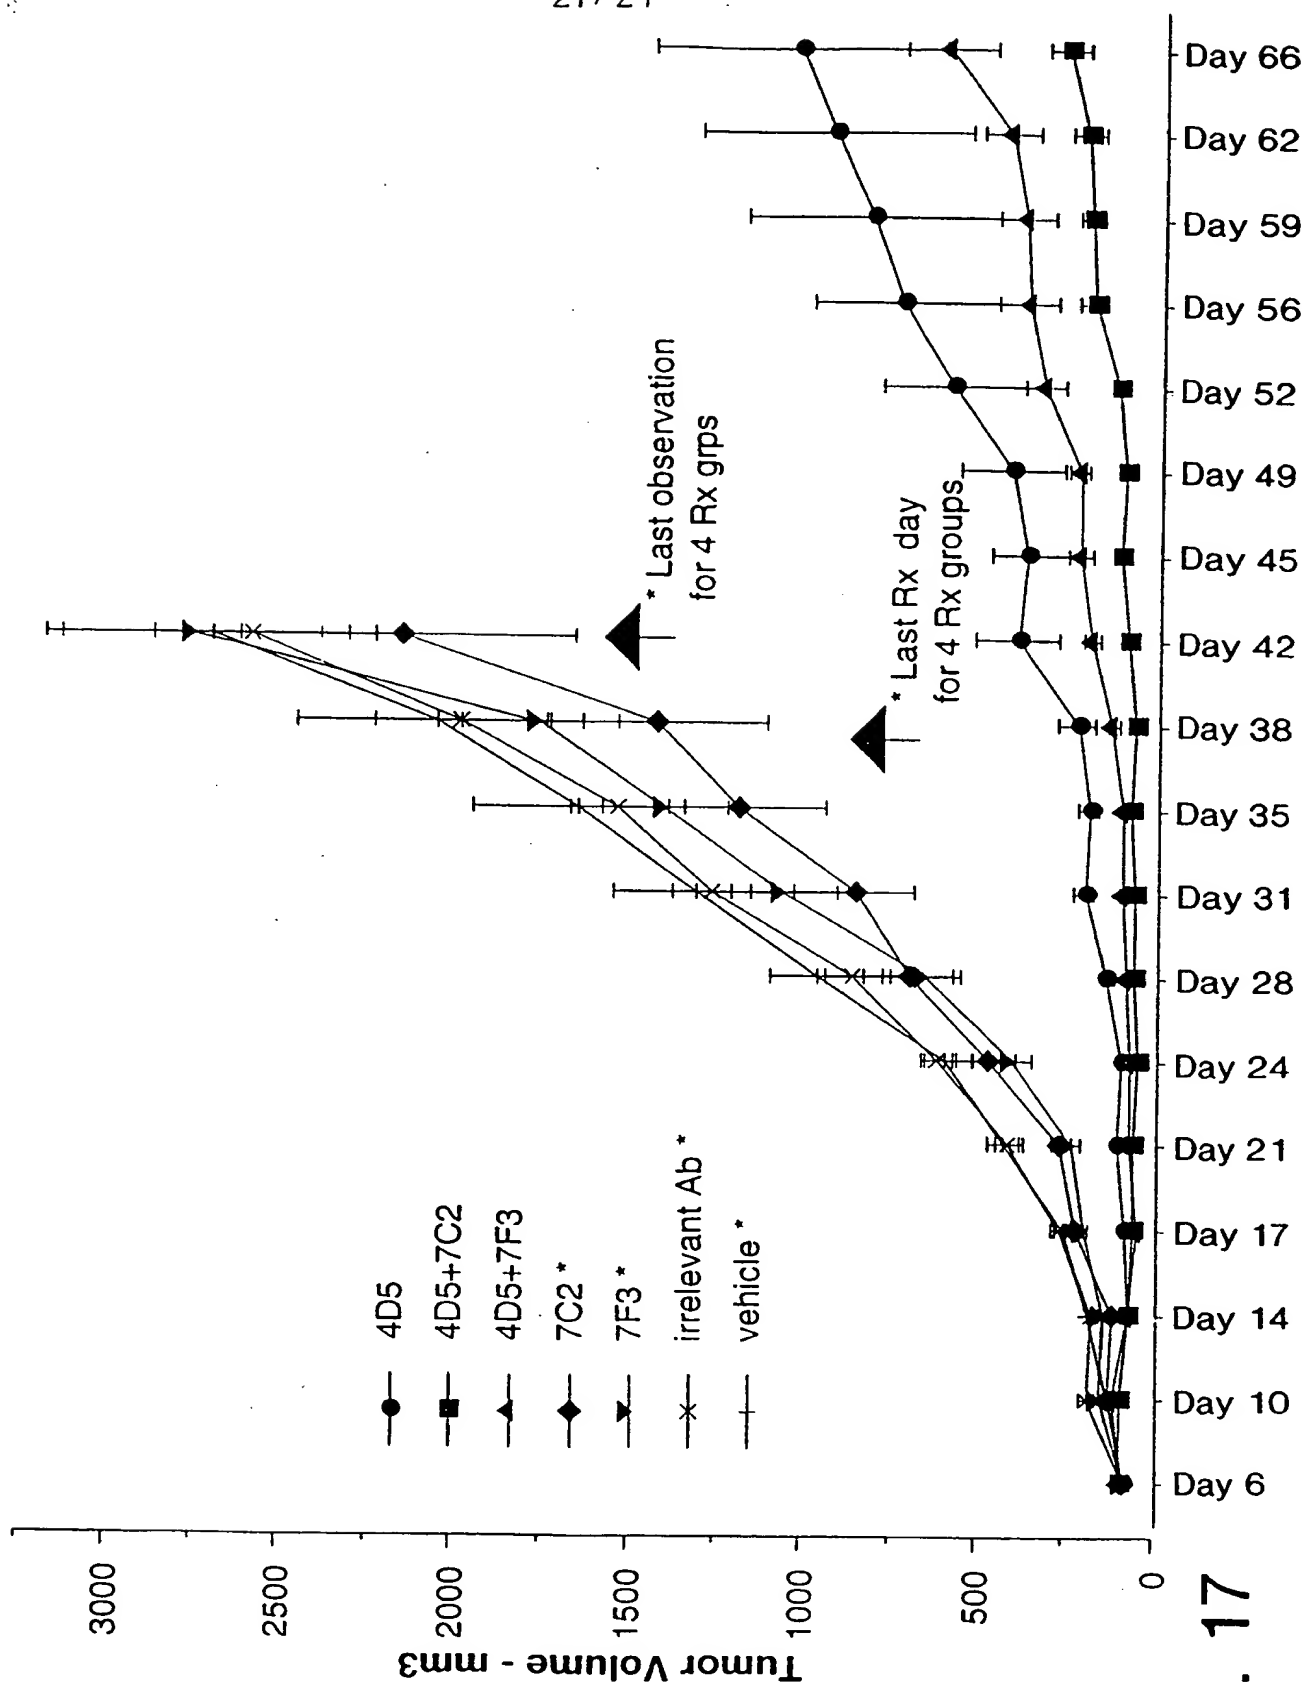 3000
2500
2000
1500
1000
500
0
Tumor Volume - mm3
4D5
4D5+7C2
4D5+7F3
7C2 *
7F3 *
irrelevant Ab *
vehicle *
* Last observation
for 4 Rx grps
* Last Rx day
for 4 Rx groups
Day 6
Day 10
Day 14
Day 17
Day 21
Day 24
Day 28
Day 31
Day 35
Day 38
Day 42
Day 45
Day 49
Day 52
Day 56
Day 59
Day 62
Day 66
. 17